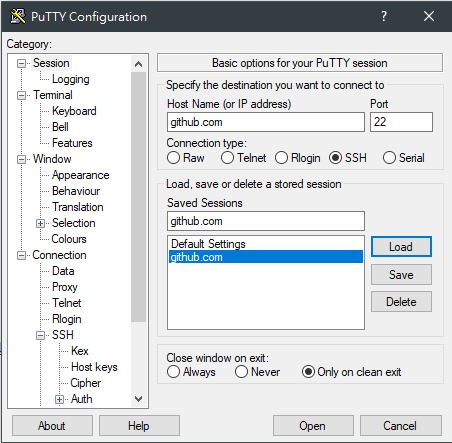 PuTTY Configuration
?
Category:
Session
Logging
Terminal
Keyboard
Bell
Features
Window
Appearance
Behaviour
Translation
Selection
Colours
Connection
Data
Proxy
Telnet
Rlogin
SSH
Kex
Host keys
Cipher
Auth
Basic options for your PuTTY session
Specify the destination you want to connect to
Host Name (or IP address) Port
github.com 22
Connection type:
Raw Telnet Rlogin SSH Serial
Load, save or delete a stored session
Saved Sessions
github.com
Default Settings
github.com
Load
Save
Delete
Close window on exit:
Always Never Only on clean exit
About Help Open Cancel